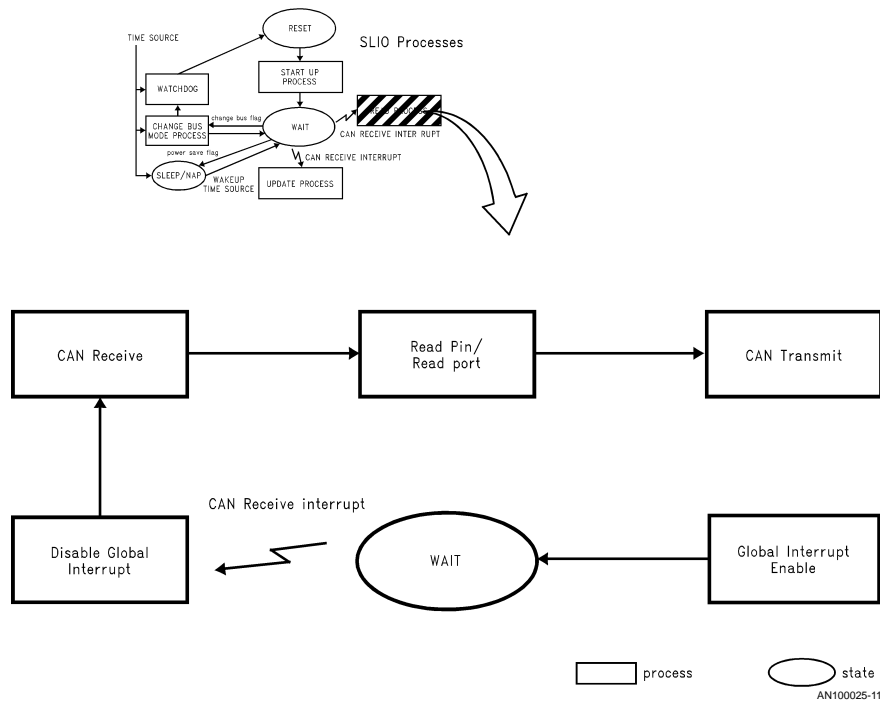 SLIO Processes
TIME SOURCE
RESET
START UP
PROCESS
WATCHDOG
CHANGE BUS
MODE PROCESS
change bus flag
WAIT
CAN RECEIVE INTER RUPT
power save flag
CAN RECEIVE INTERRUPT
SLEEP/NAP
WAKEUP
TIME SOURCE
UPDATE PROCESS
CAN Receive
Read Pin/
Read port
CAN Transmit
CAN Receive interrupt
Disable Global
Interrupt
WAIT
Global Interrupt
Enable
process
state
AN100025-11